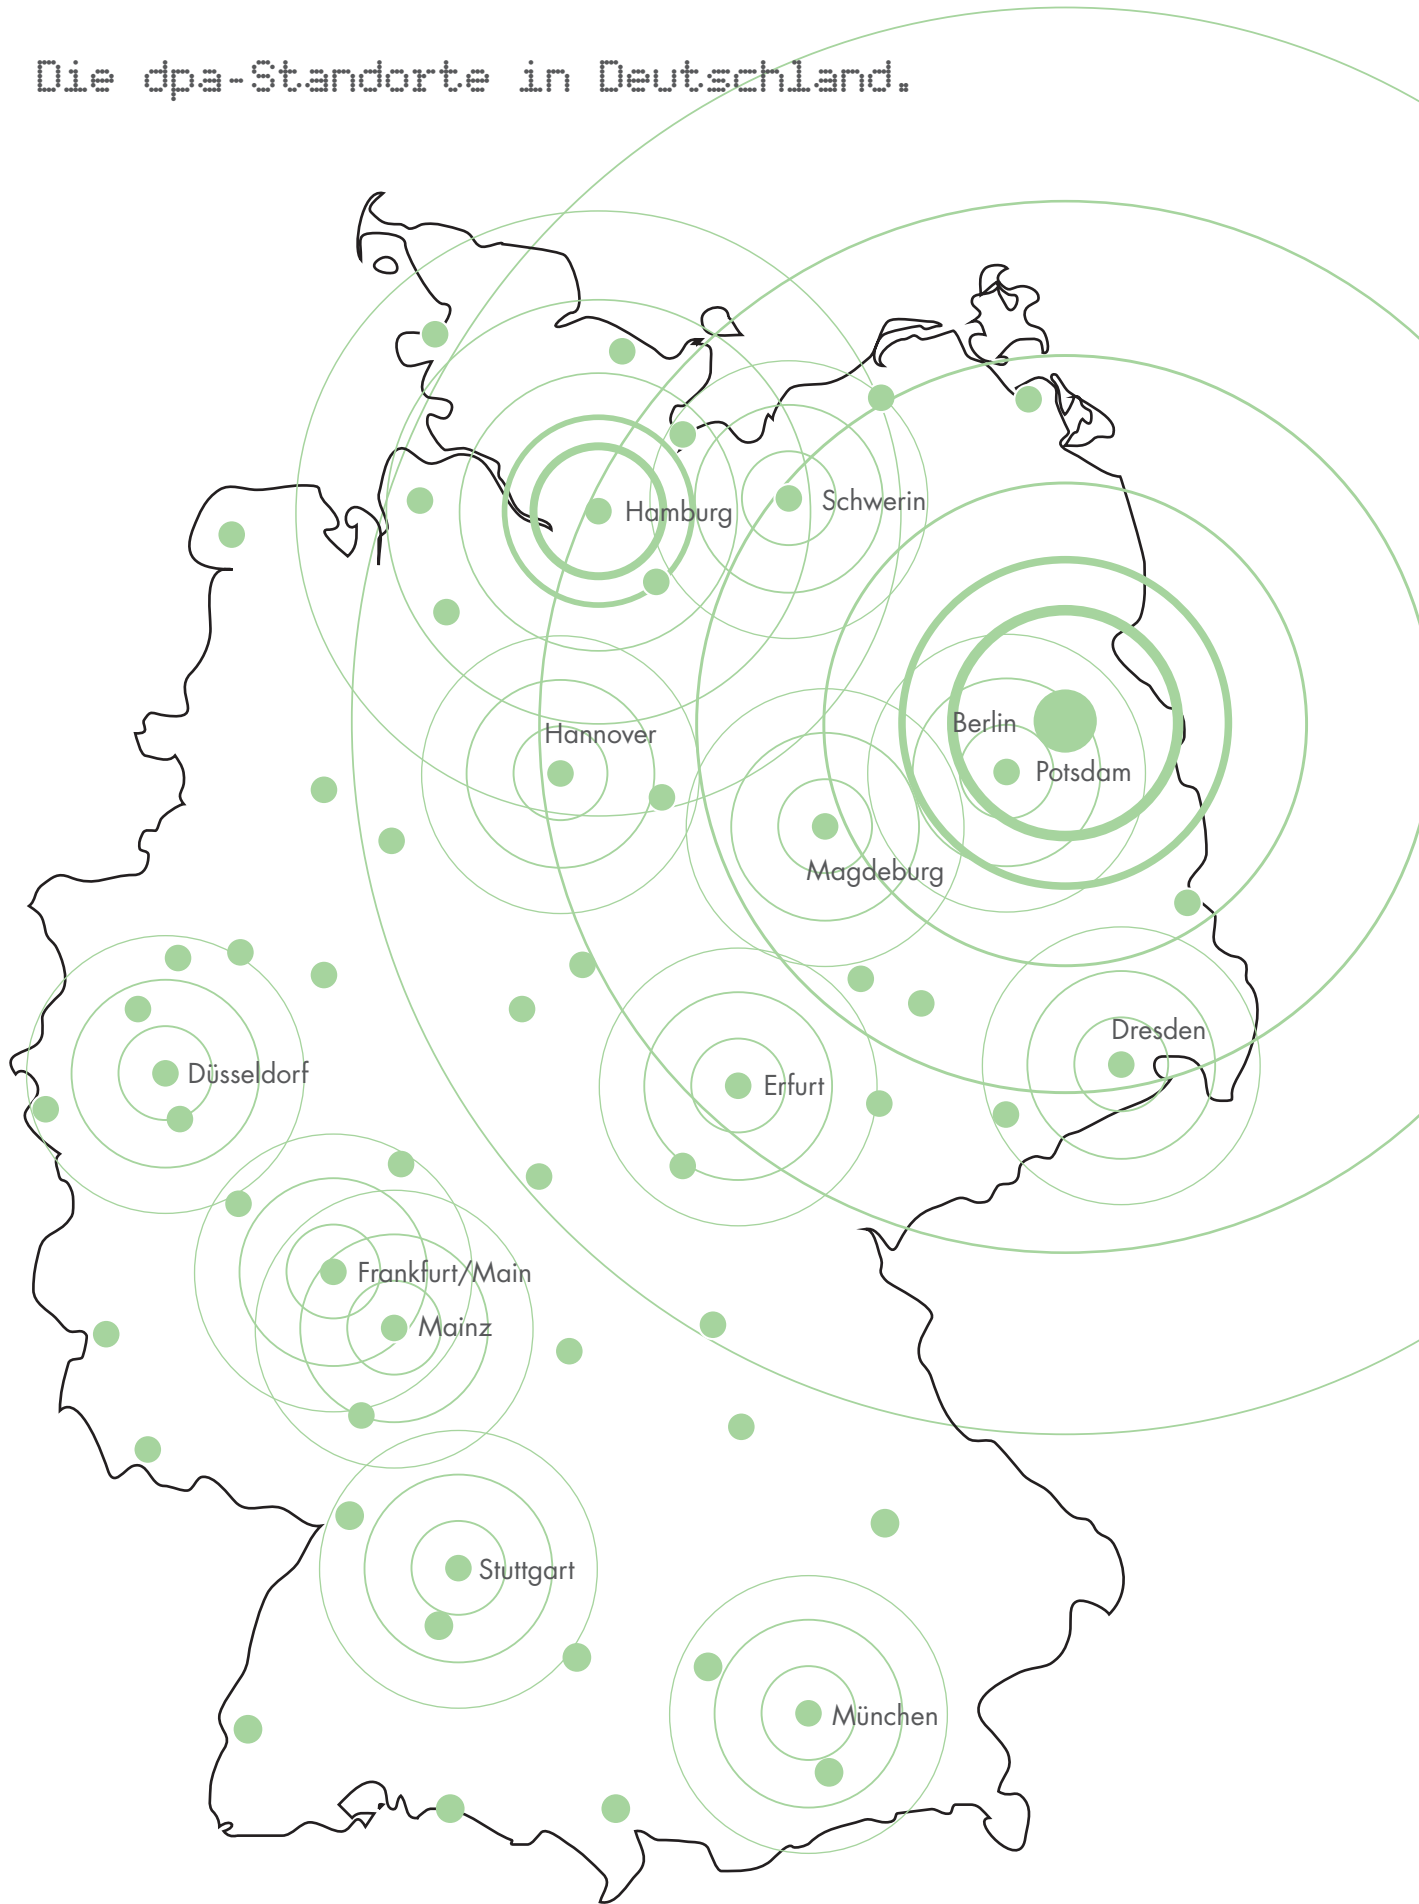 Die dpa-Standorte in Deutschland.
Hamburg
Schwerin
Hannover
Berlin
Potsdam
Magdeburg
Dresden
Düsseldorf
Erfurt
Frankfurt/Main
Mainz
Stuttgart
München